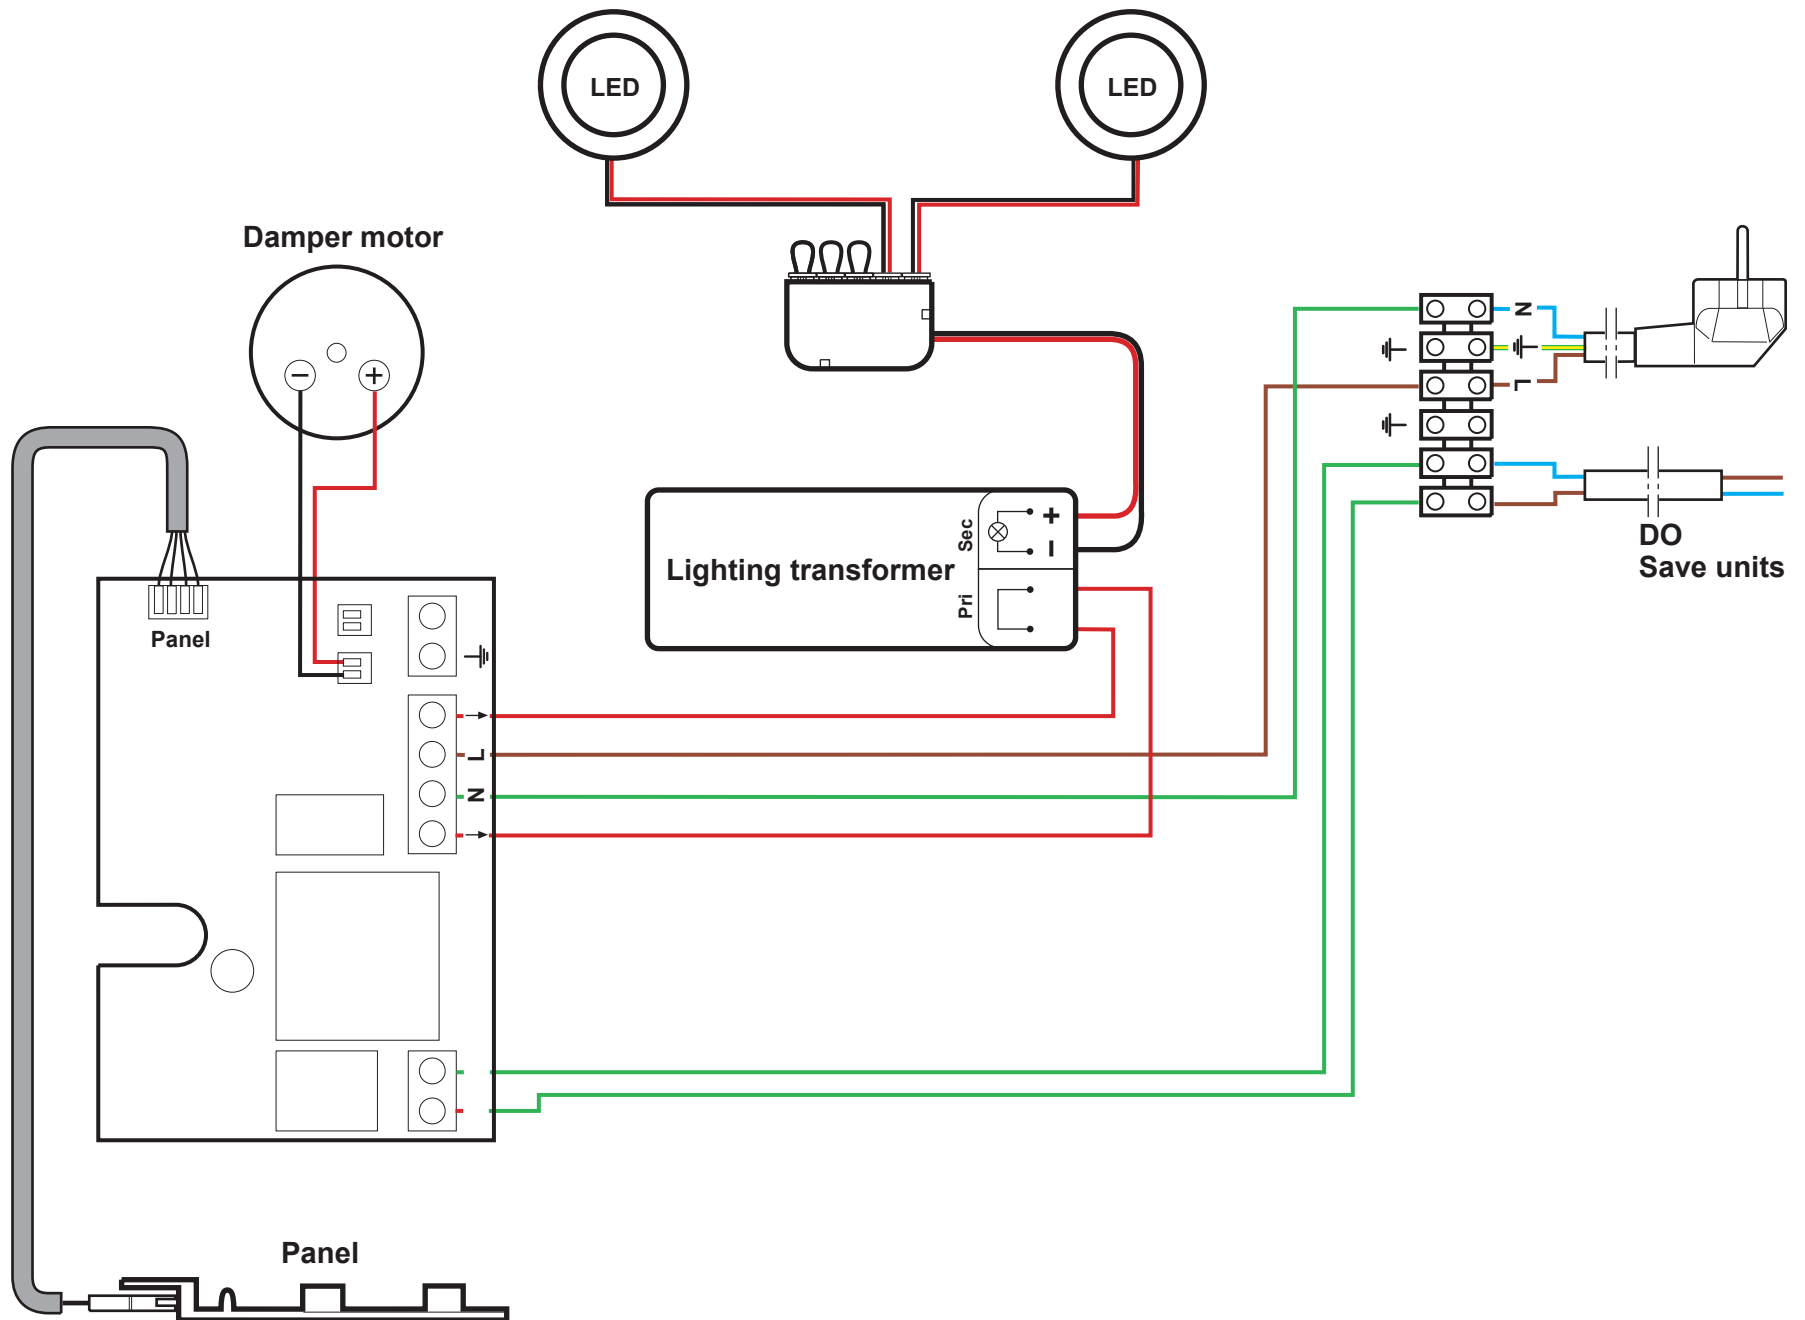 LED
LED
Damper motor
N
L
Sec
+
−
Lighting transformer
Pri
− +
DO
Save units
Panel
L
N
Panel